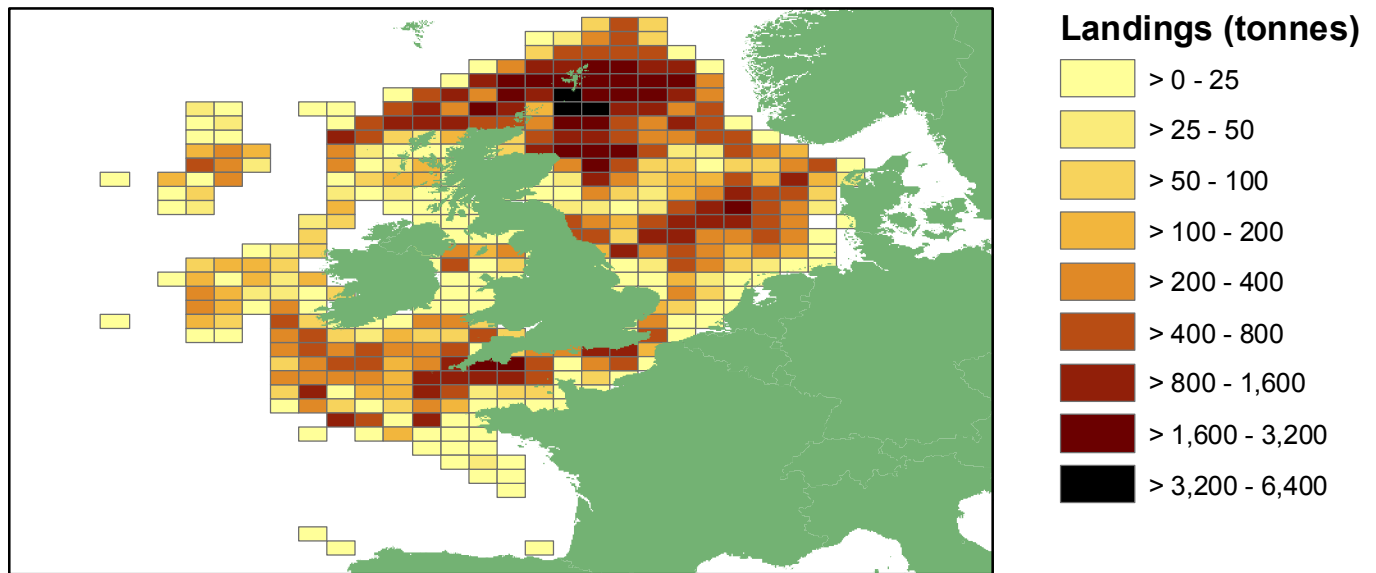 Landings (tonnes)
> 0 - 25
> 25 - 50
> 50 - 100
> 100 - 200
> 200 - 400
> 400 - 800
> 800 - 1,600
> 1,600 - 3,200
> 3,200 - 6,400